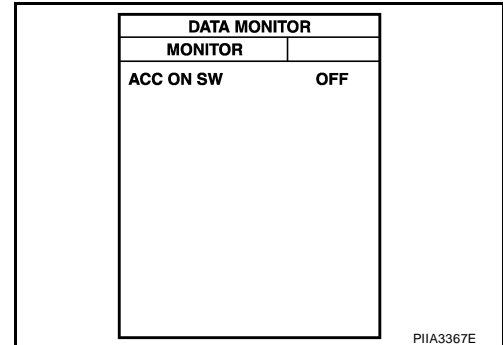 DATA MONITOR
MONITOR
ACC ON SW OFF
PIIA3367E